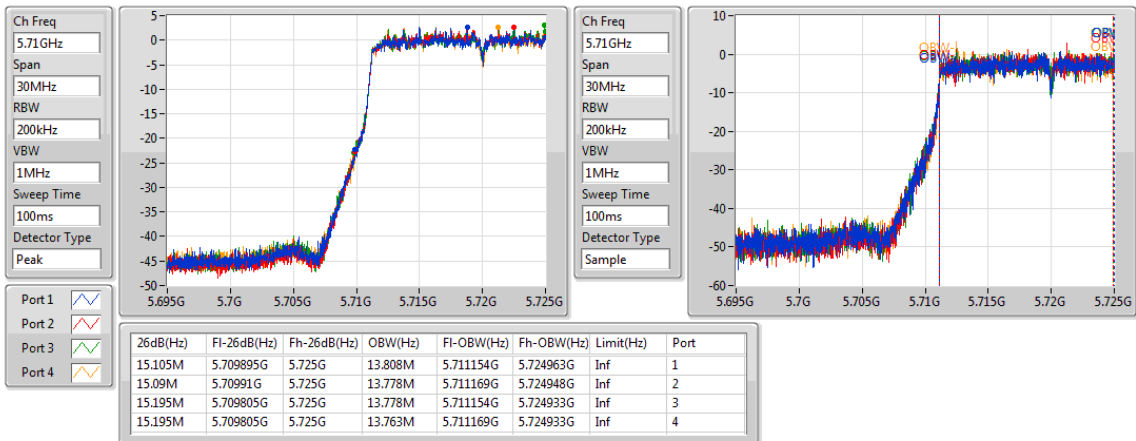 Ch Freq
5.71GHz
Span
30MHz
RBW
200kHz
VBW
1MHz
Sweep Time
100ms
Detector Type
Peak
5
0
-5
-10
-15
-20
-25
-30
-35
-40
-45
-50
5.695G 5.7G 5.705G 5.71G 5.715G 5.72G 5.725G
Ch Freq
5.71GHz
Span
30MHz
RBW
200kHz
VBW
1MHz
Sweep Time
100ms
Detector Type
Sample
10
0
-10
-20
-30
-40
-50
-60
5.695G 5.7G 5.705G 5.71G 5.715G 5.72G 5.725G
Port 1
Port 2
Port 3
Port 4
26dB(Hz) Fl-26dB(Hz) Fh-26dB(Hz) OBW(Hz) Fl-OBW(Hz) Fh-OBW(Hz) Limit(Hz) Port
15.105M 5.709895G 5.725G 13.808M 5.711154G 5.724963G Inf 1
15.09M 5.70991G 5.725G 13.778M 5.711169G 5.724948G Inf 2
15.195M 5.709805G 5.725G 13.778M 5.711154G 5.724933G Inf 3
15.195M 5.709805G 5.725G 13.763M 5.711169G 5.724933G Inf 4